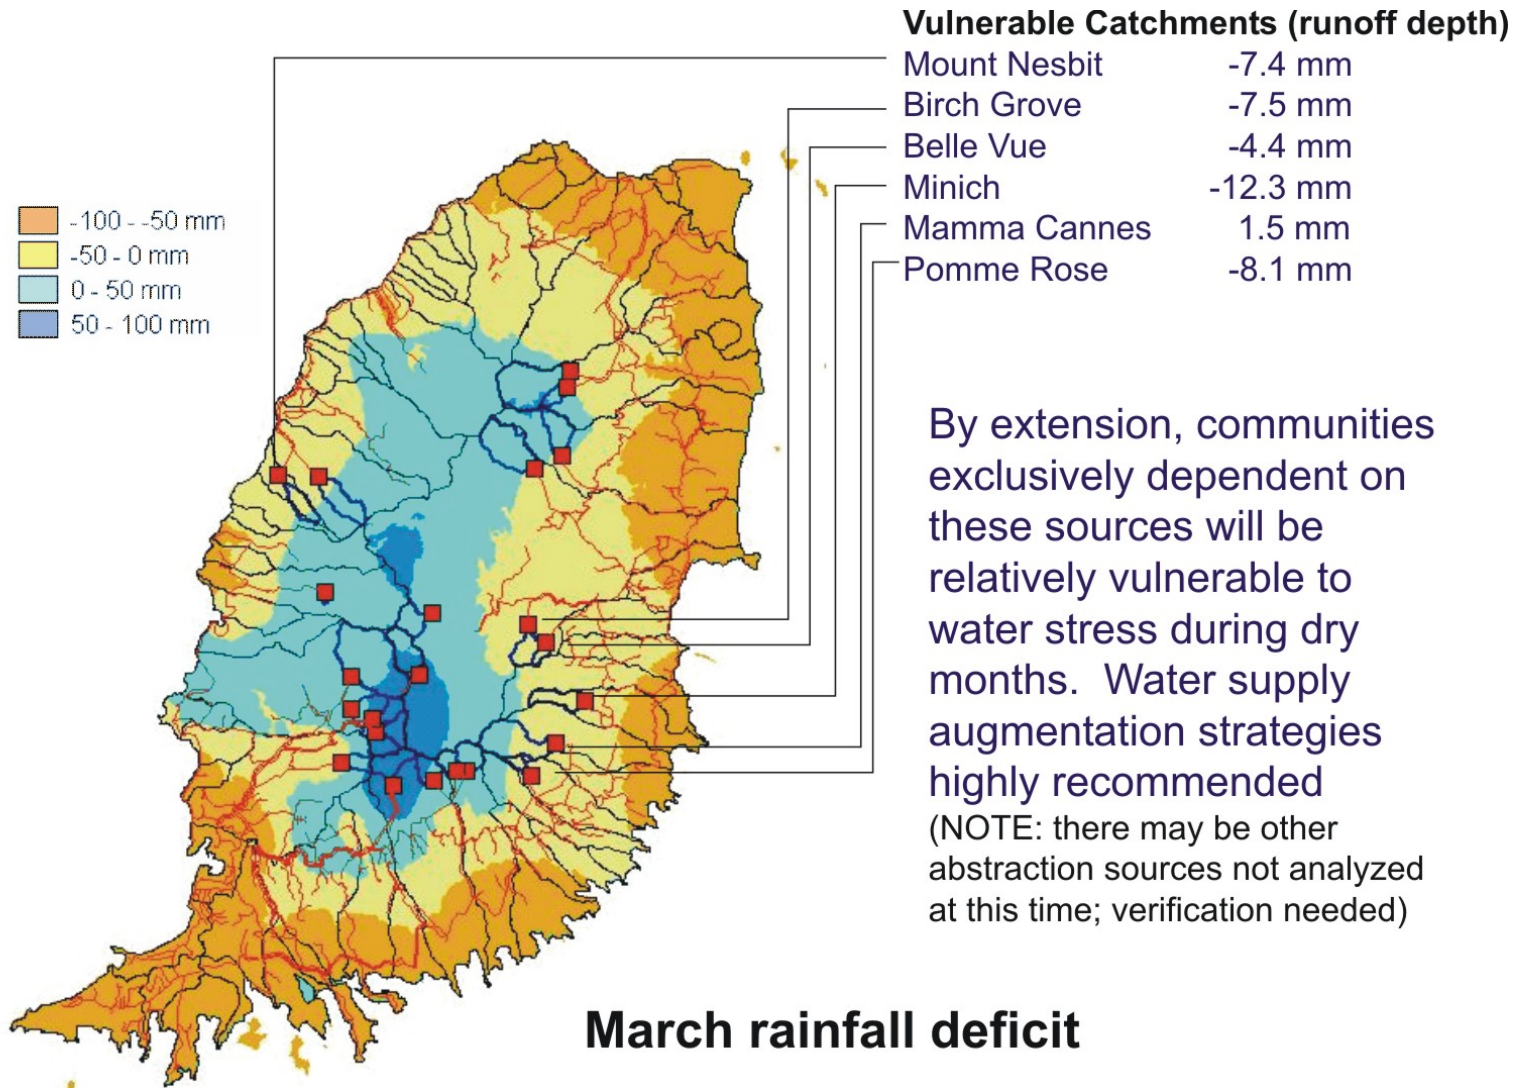 Vulnerable Catchments (runoff depth)
Mount Nesbit -7.4 mm
Birch Grove -7.5 mm
Belle Vue -4.4 mm
Minich -12.3 mm
Mamma Cannes 1.5 mm
Pomme Rose -8.1 mm
-100 - -50 mm
-50 - 0 mm
0 - 50 mm
50 - 100 mm
By extension, communities
exclusively dependent on
these sources will be
relatively vulnerable to
water stress during dry
months. Water supply
augmentation strategies
highly recommended
(NOTE: there may be other
abstraction sources not analyzed
at this time; verification needed)
March rainfall deficit